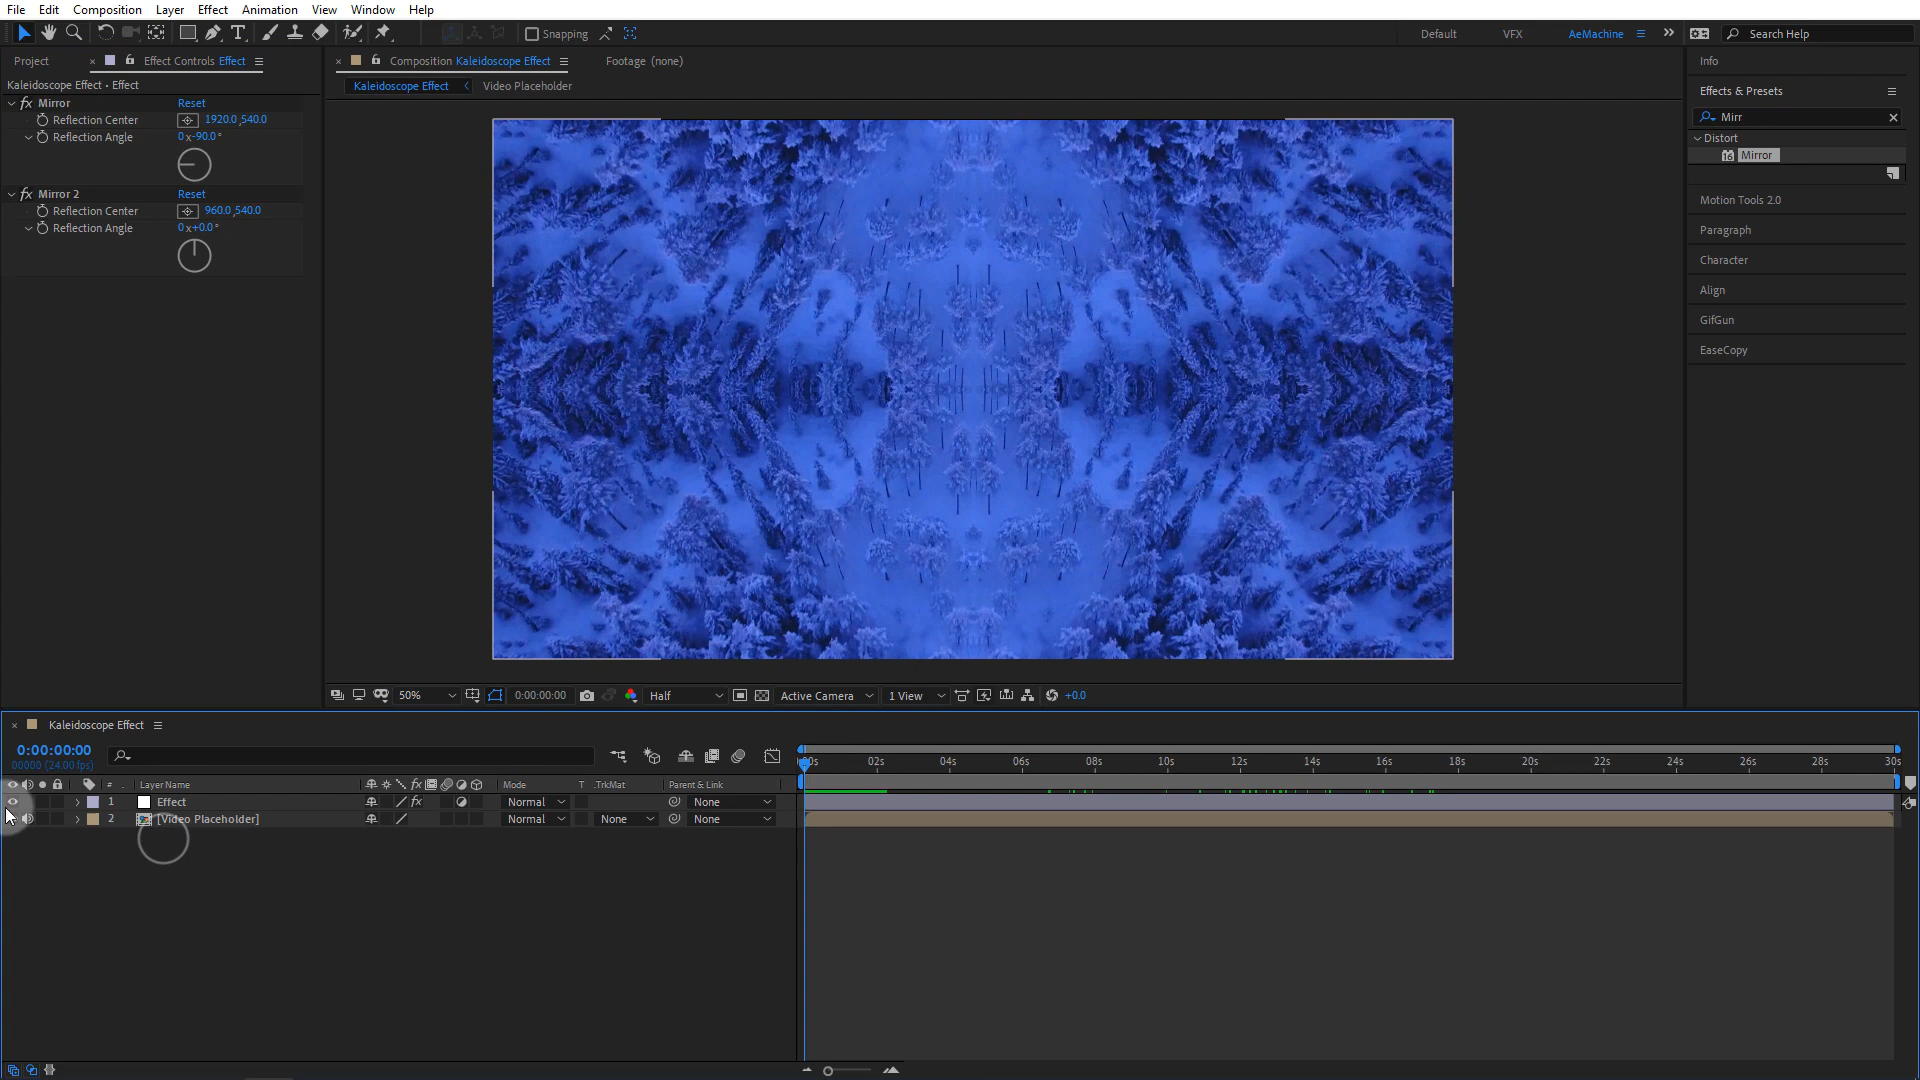 File Edit Composition Layer Effect Animation View Window Help
Snapping
Default VFX AeMachine Search Help
Project Effect Controls Effect
Composition Kaleidoscope Effect Footage (none)
Info
Kaleidoscope Effect • Effect
Kaleidoscope Effect Video Placeholder
Effects & Presets
fx Mirror Reset
Reflection Center 1920.0,540.0
Reflection Angle 0x-90.0°
fx Mirror 2 Reset
Reflection Center 960.0,540.0
Reflection Angle 0x+0.0°
Mirr
Distort
16 Mirror
Motion Tools 2.0
Paragraph
Character
Align
GifGun
EaseCopy
50% 0:00:00:00 Half Active Camera 1 View +0.0
Kaleidoscope Effect
0:00:00:00
00000 (24.00 fps)
02s 04s 06s 08s 10s 12s 14s 16s 18s 20s 22s 24s 26s 28s 30s
# Layer Name fx Mode T .TrkMat Parent & Link
1 Effect fx Normal None
2 [Video Placeholder] Normal None None